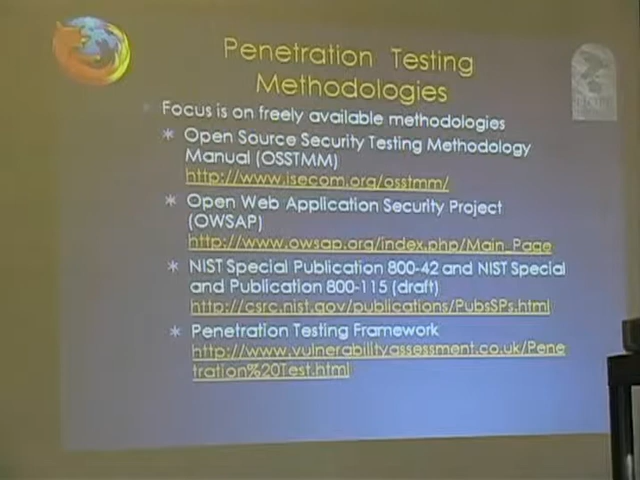 Penetration Testing
Methodologies
Focus is on freely available methodologies
Open Source Security Testing Methodology
Manual (OSSTMM)
http://www.isecom.org/osstmm/
Open Web Application Security Project
(OWSAP)
http://www.owsap.org/index.php/Main_Page
NIST Special Publication 800-42 and NIST Special
and Publication 800-115 (draft)
http://csrc.nist.gov/publications/PubsSPs.html
Penetration Testing Framework
http://www.vulnerabilityassessment.co.uk/Pene
tration%20Test.html